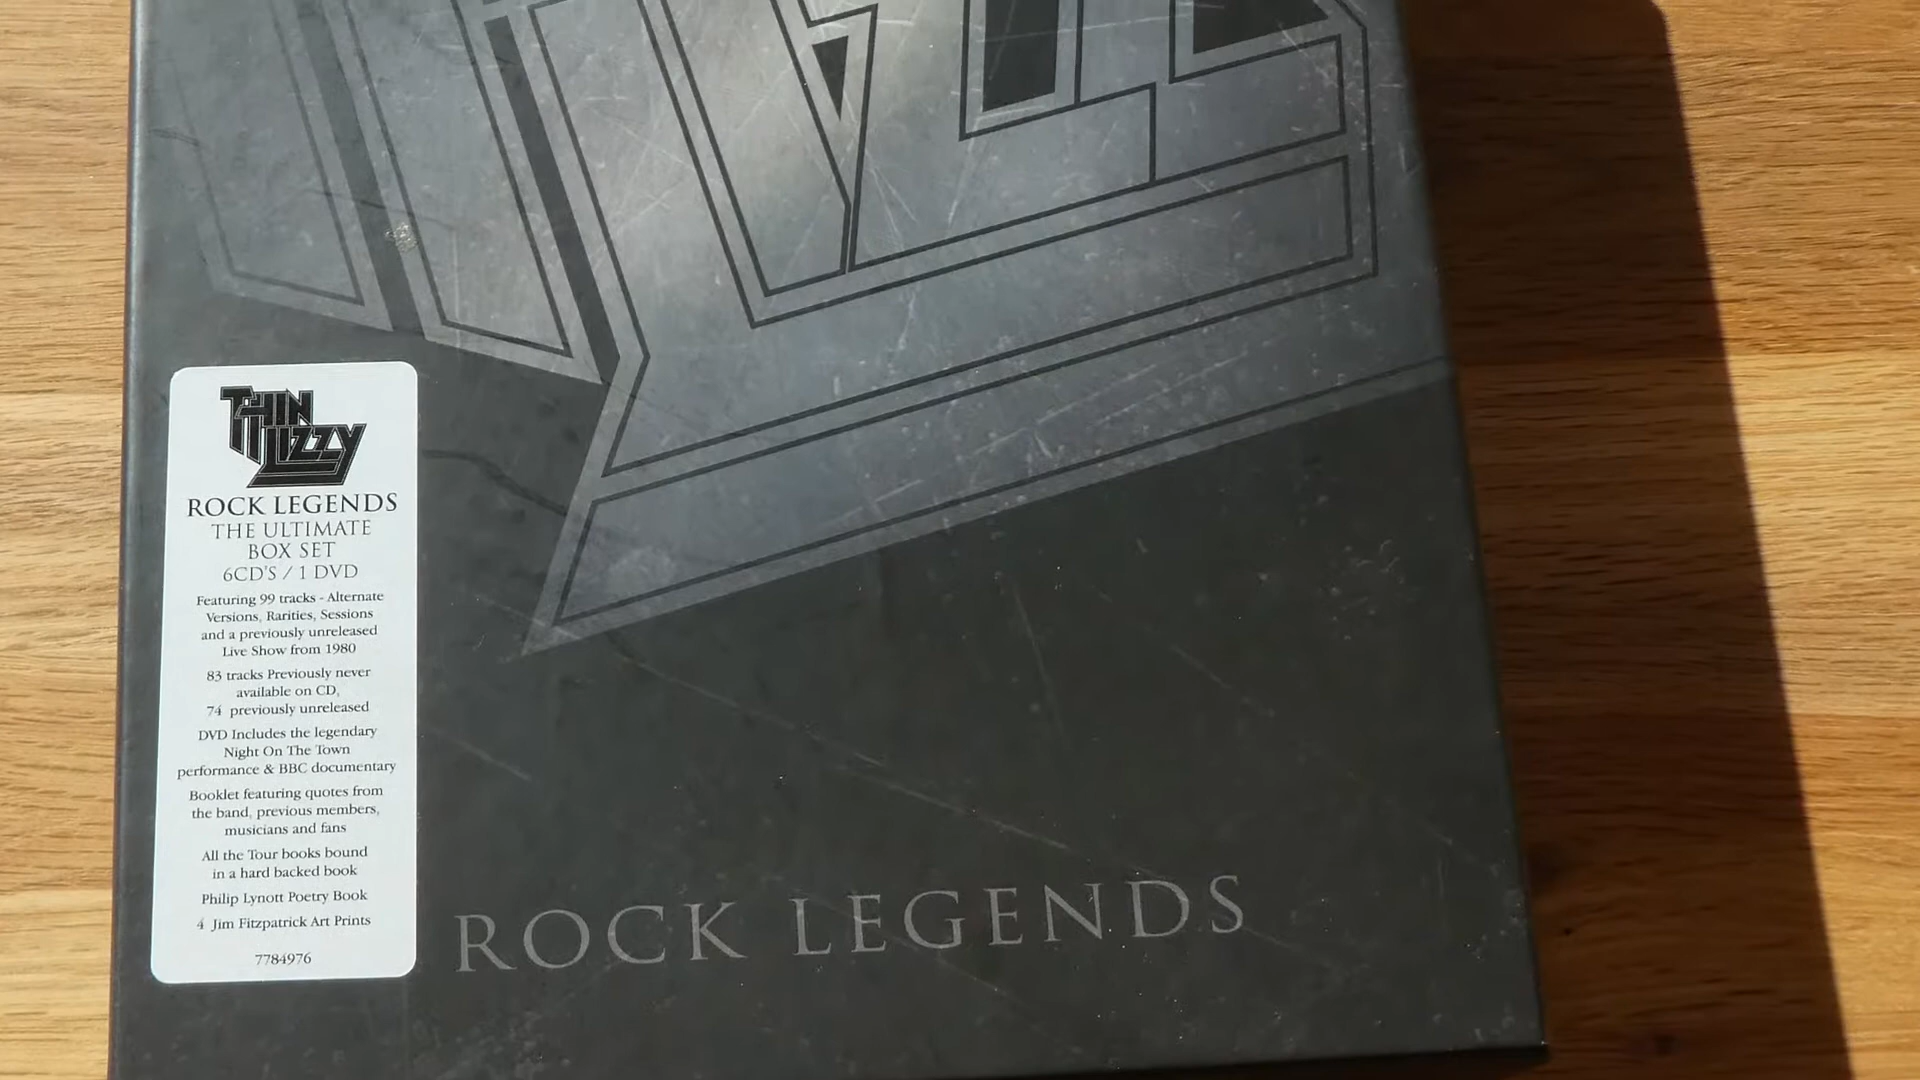 THIN
LIZZY
ROCK LEGENDS
THE ULTIMATE
BOX SET
6CD'S / 1 DVD
Featuring 99 tracks - Alternate
Versions, Rarities, Sessions
and a previously unreleased
Live Show from 1980
83 tracks Previously never
available on CD,
74 previously unreleased
DVD Includes the legendary
Night On The Town
performance & BBC documentary
Booklet featuring quotes from
the band, previous members,
musicians and fans
All the Tour books bound
in a hard backed book
Philip Lynott Poetry Book
4 Jim Fitzpatrick Art Prints
7784976
ROCK LEGENDS